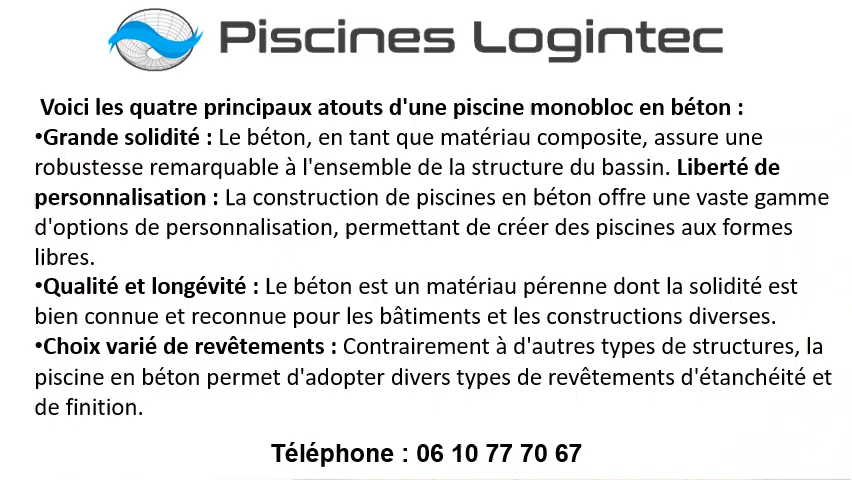 Piscines Logintec
Voici les quatre principaux atouts d'une piscine monobloc en béton :
•Grande solidité : Le béton, en tant que matériau composite, assure une
robustesse remarquable à l'ensemble de la structure du bassin. Liberté de
personnalisation : La construction de piscines en béton offre une vaste gamme
d'options de personnalisation, permettant de créer des piscines aux formes
libres.
•Qualité et longévité : Le béton est un matériau pérenne dont la solidité est
bien connue et reconnue pour les bâtiments et les constructions diverses.
•Choix varié de revêtements : Contrairement à d'autres types de structures, la
piscine en béton permet d'adopter divers types de revêtements d'étanchéité et
de finition.
Téléphone : 06 10 77 70 67